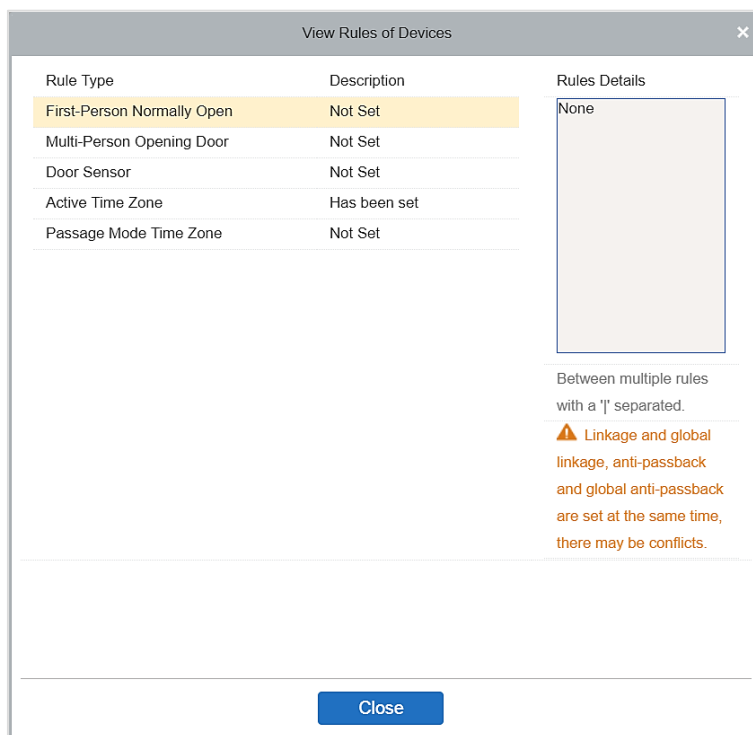 View Rules of Devices ×
Rule Type Description Rules Details
First-Person Normally Open Not Set None
Multi-Person Opening Door Not Set
Door Sensor Not Set
Active Time Zone Has been set
Passage Mode Time Zone Not Set
Between multiple rules
with a '|' separated.
Linkage and global
linkage, anti-passback
and global anti-passback
are set at the same time,
there may be conflicts.
Close